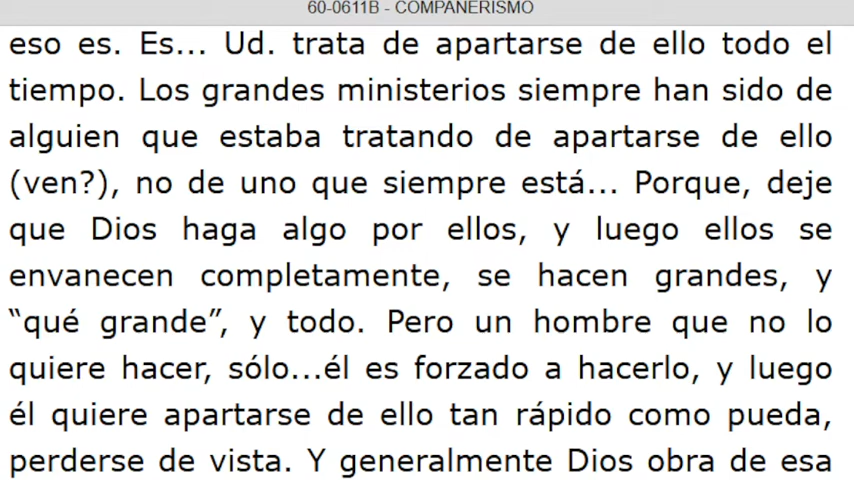 60-0611B - COMPAÑERISMO
eso es. Es... Ud. trata de apartarse de ello todo el
tiempo. Los grandes ministerios siempre han sido de
alguien que estaba tratando de apartarse de ello
(ven?), no de uno que siempre está... Porque, deje
que Dios haga algo por ellos, y luego ellos se
envanecen completamente, se hacen grandes, y
“qué grande”, y todo. Pero un hombre que no lo
quiere hacer, sólo...él es forzado a hacerlo, y luego
él quiere apartarse de ello tan rápido como pueda,
perderse de vista. Y generalmente Dios obra de esa